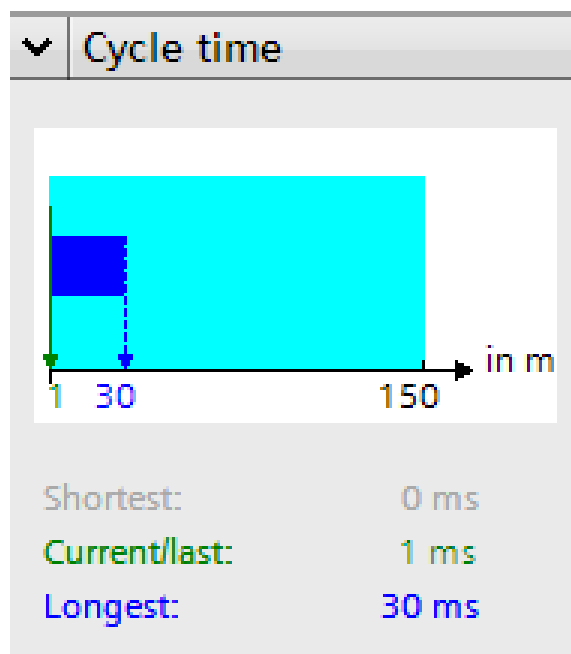 Cycle time
in m
1 30 150
Shortest: 0 ms
Current/last: 1 ms
Longest: 30 ms